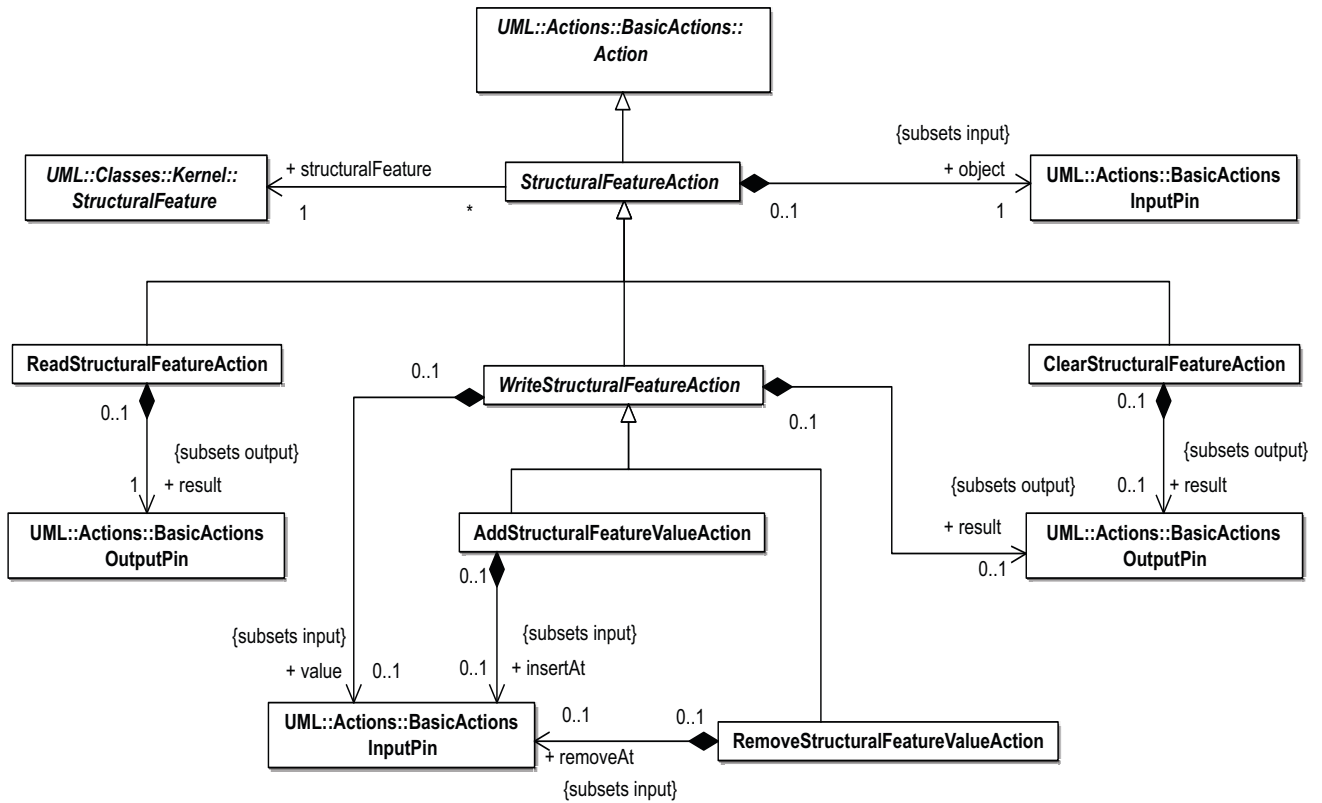 UML::Actions::BasicActions::
Action
{subsets input}
+ structuralFeature
+ object
UML::Classes::Kernel::
StructuralFeature
StructuralFeatureAction
UML::Actions::BasicActions
InputPin
1
*
0..1
1
ReadStructuralFeatureAction
WriteStructuralFeatureAction
ClearStructuralFeatureAction
0..1
0..1
0..1
0..1
{subsets output}
{subsets output}
1
+ result
{subsets output}
0..1
+ result
UML::Actions::BasicActions
OutputPin
AddStructuralFeatureValueAction
+ result
UML::Actions::BasicActions
OutputPin
0..1
0..1
{subsets input}
{subsets input}
+ value
0..1
0..1
+ insertAt
UML::Actions::BasicActions
InputPin
0..1
0..1
RemoveStructuralFeatureValueAction
+ removeAt
{subsets input}